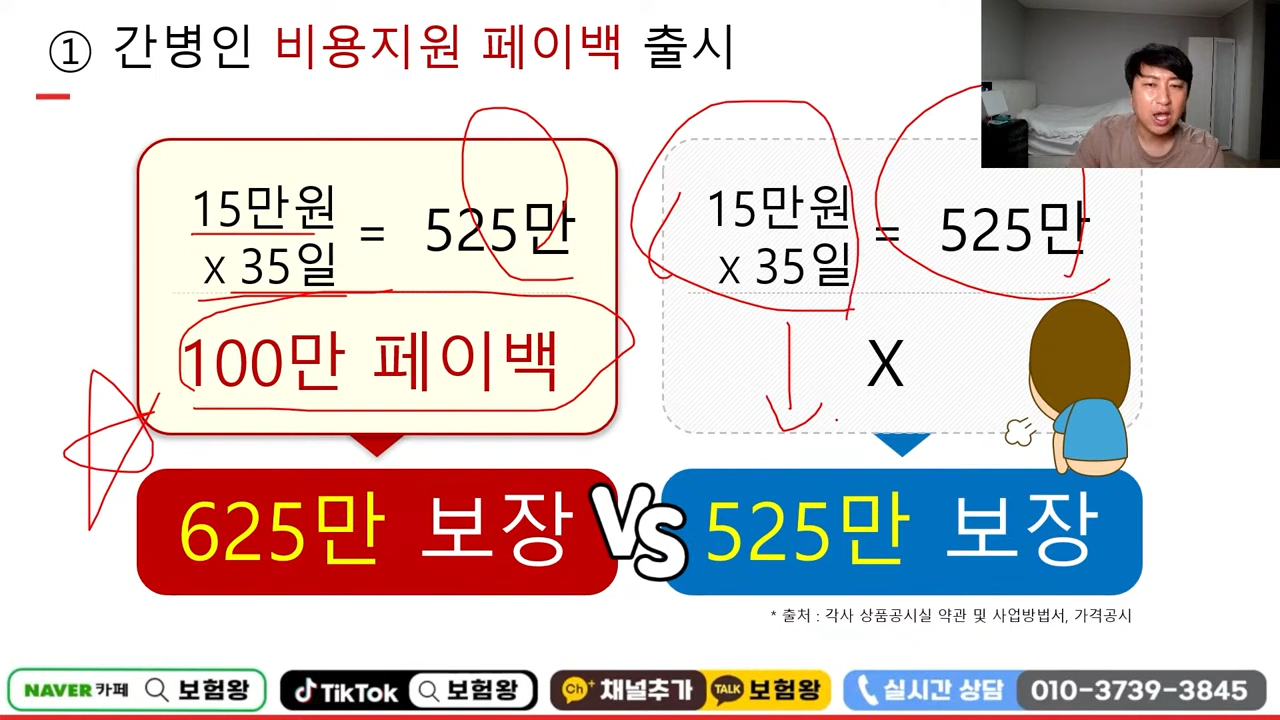 ① 간병인 비용지원 페이백 출시
15만원
x 35일
= 525만
100만 페이백
625만 보장
VS
15만원
x 35일
= 525만
X
525만 보장
* 출처 : 각사 상품공시실 약관 및 사업방법서, 가격공시
NAVER 카페 보험왕
TikTok 보험왕
Ch+ 채널추가 TALK 보험왕
실시간 상담 010-3739-3845